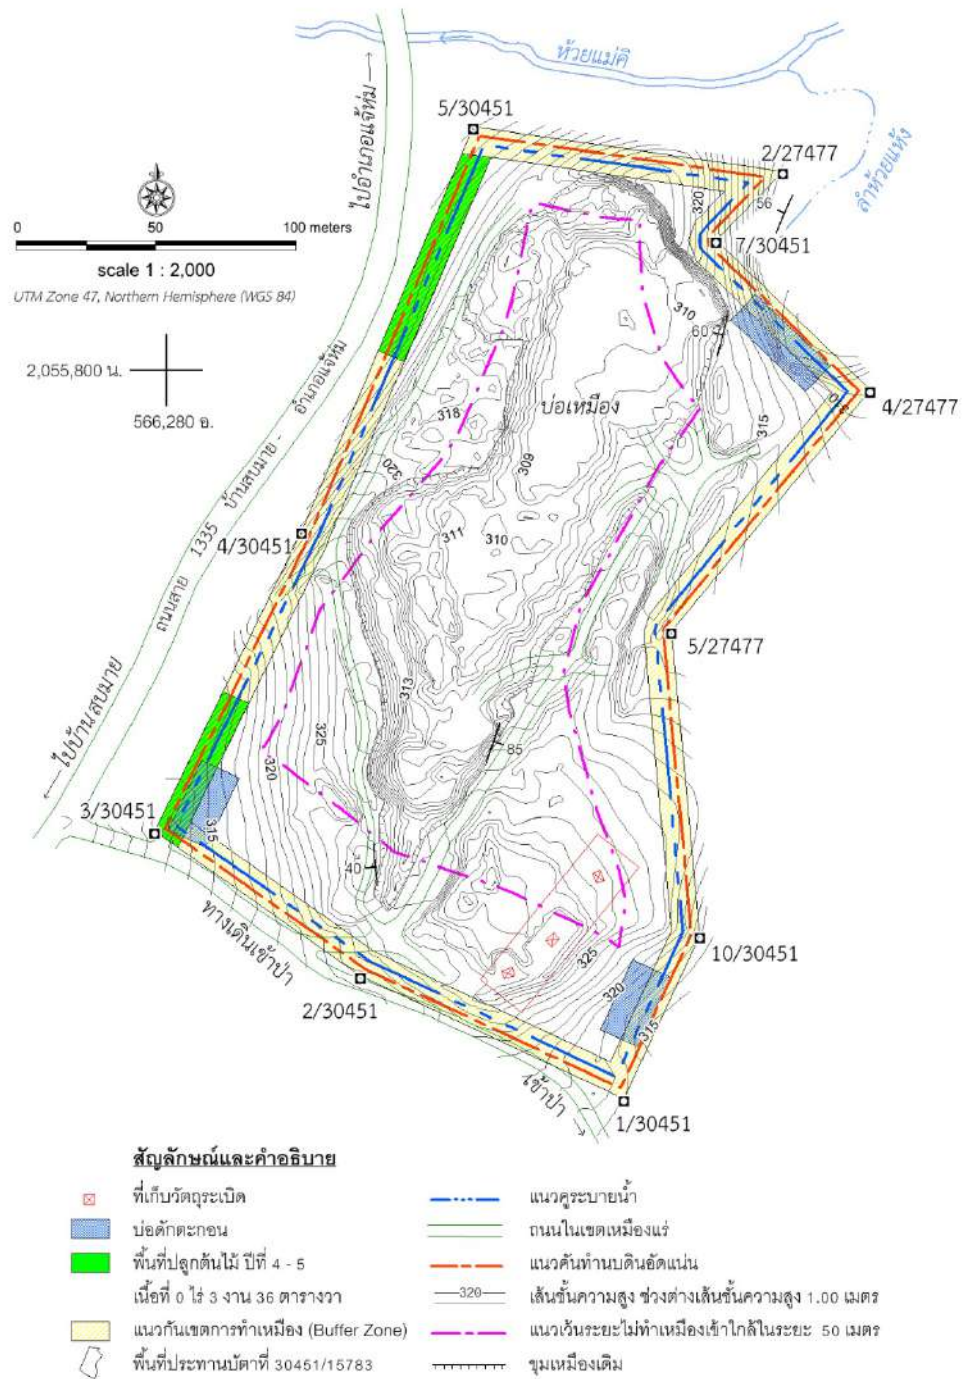 ห้วยแม่คิ
ไปอำเภอแจ้ห่ม
5/30451
2/27477
ลำห้วยแห้ง
320
56
7/30451
0 50 100 meters
scale 1 : 2,000
UTM Zone 47, Northern Hemisphere (WGS 84)
310
60
2,055,800 น.
566,280 อ.
อำเภอแจ้ห่ม
บ่อเหมือง
4/27477
318
315
320
309
ถนนสาย 1335 บ้านสบมาย -
4/30451
311
310
5/27477
ไปบ้านสบมาย
313
325
320
85
3/30451
315
40
ทางเดินเข้าป่า
325
10/30451
2/30451
320
315
เข้าป่า
1/30451
สัญลักษณ์และคำอธิบาย
ที่เก็บวัตถุระเบิด
แนวคูระบายน้ำ
บ่อดักตะกอน
ถนนในเขตเหมืองแร่
พื้นที่ปลูกต้นไม้ ปีที่ 4 - 5
แนวคันทำนบดินอัดแน่น
เนื้อที่ 0 ไร่ 3 งาน 36 ตารางวา
320 เส้นชั้นความสูง ช่วงต่างเส้นชั้นความสูง 1.00 เมตร
แนวกันเขตการทำเหมือง (Buffer Zone)
แนวเว้นระยะไม่ทำเหมืองเข้าใกล้ในระยะ 50 เมตร
พื้นที่ประทานบัตรที่ 30451/15783
ขุมเหมืองเดิม